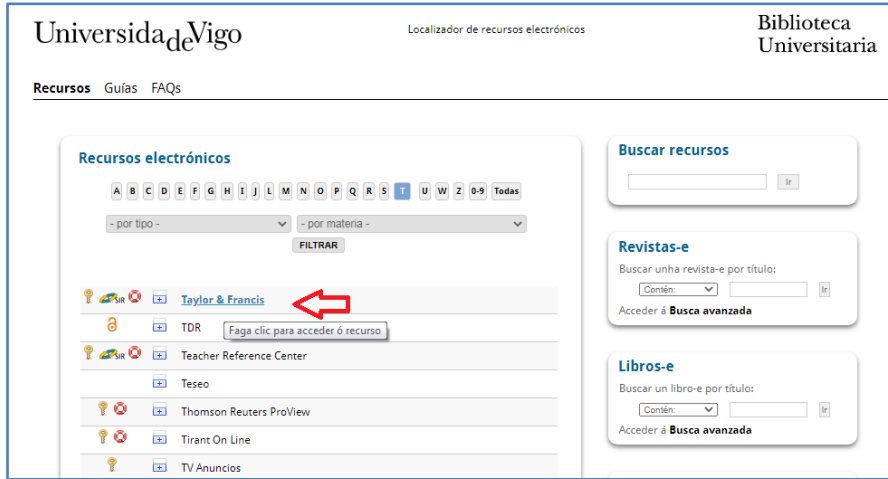 UniversidadeVigo
Localizador de recursos electrónicos
Biblioteca
Universitaria
Recursos Guías FAQs
Recursos electrónicos
A B C D E F G H I J L M N O P Q R S T U W Z 0-9 Todas
- por tipo - - por materia -
FILTRAR
SIR Taylor & Francis
TDR
Faga clic para acceder ó recurso
SIR Teacher Reference Center
Teseo
Thomson Reuters ProView
Tirant On Line
TV Anuncios
Buscar recursos
Ir
Revistas-e
Buscar unha revista-e por título:
Contén: Ir
Acceder á Busca avanzada
Libros-e
Buscar un libro-e por título:
Contén: Ir
Acceder á Busca avanzada